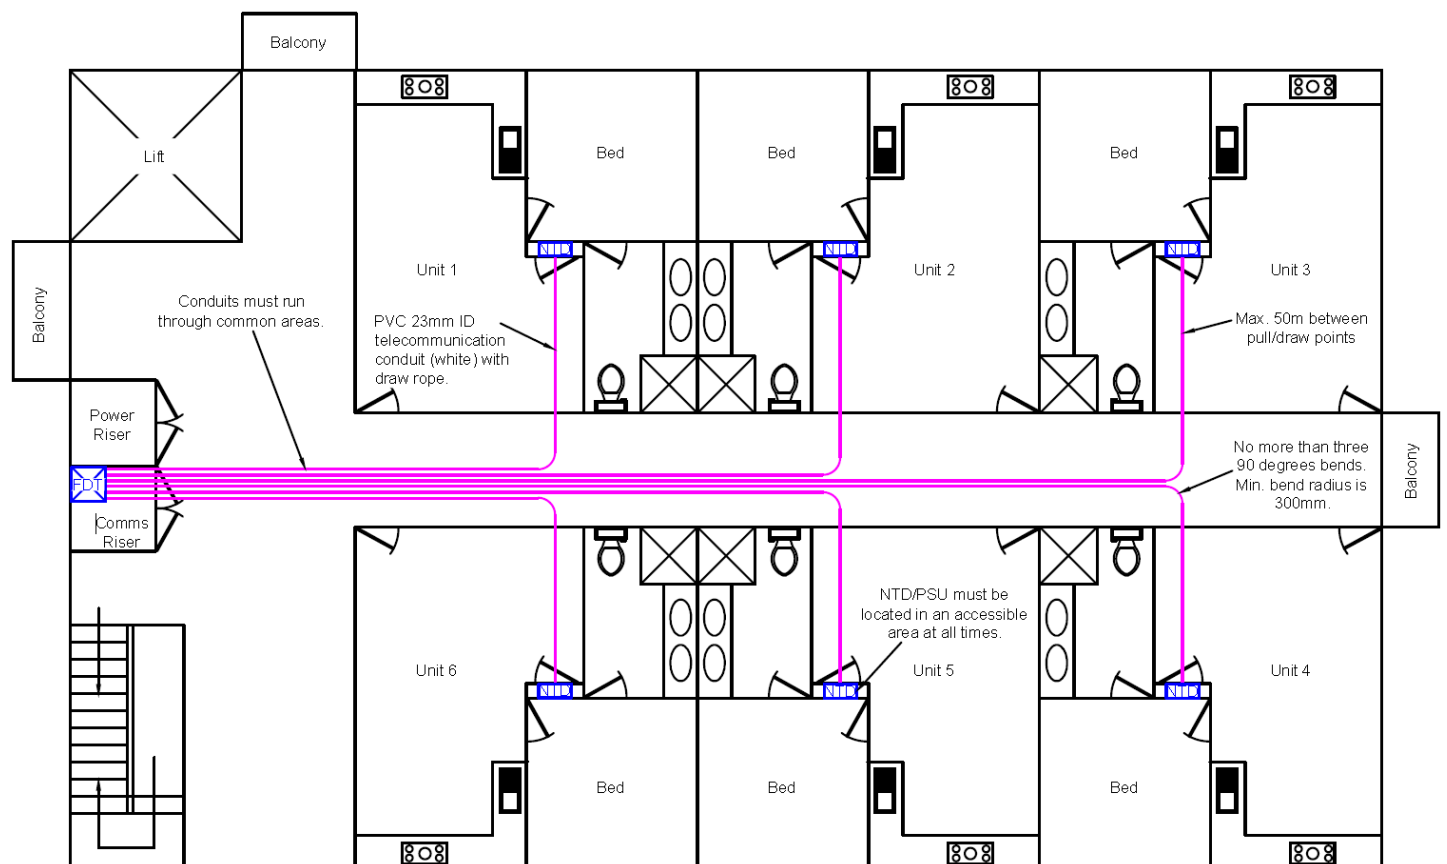 Balcony
Lift
Bed
Bed
Bed
NTD
NTD
NTD
Unit 1
Unit 2
Unit 3
Balcony
Conduits must run
through common areas.
PVC 23mm ID
telecommunication
conduit (white) with
draw rope.
Max. 50m between
pull/draw points
Power
Riser
No more than three
90 degrees bends.
Min. bend radius is
300mm.
Balcony
FDT
Comms
Riser
NTD/PSU must be
located in an accessible
area at all times.
Unit 6
Unit 5
Unit 4
NTD
NTD
NTD
Bed
Bed
Bed